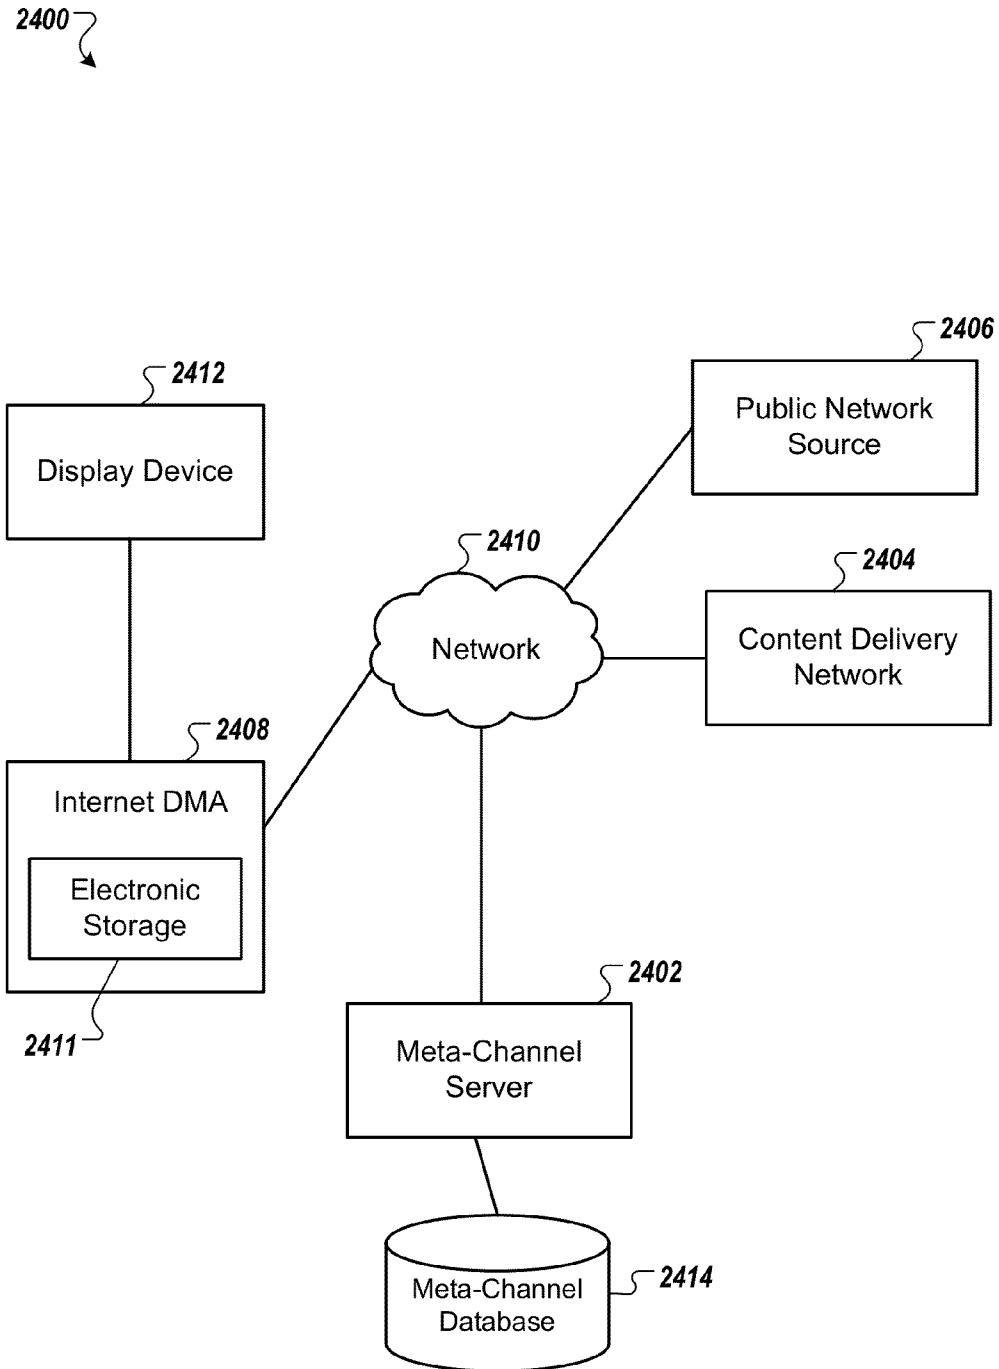 2400
2406
Public Network
Source
2412
Display Device
2410
Network
2404
Content Delivery
Network
2408
Internet DMA
Electronic
Storage
2411
2402
Meta-Channel
Server
Meta-Channel
Database
2414